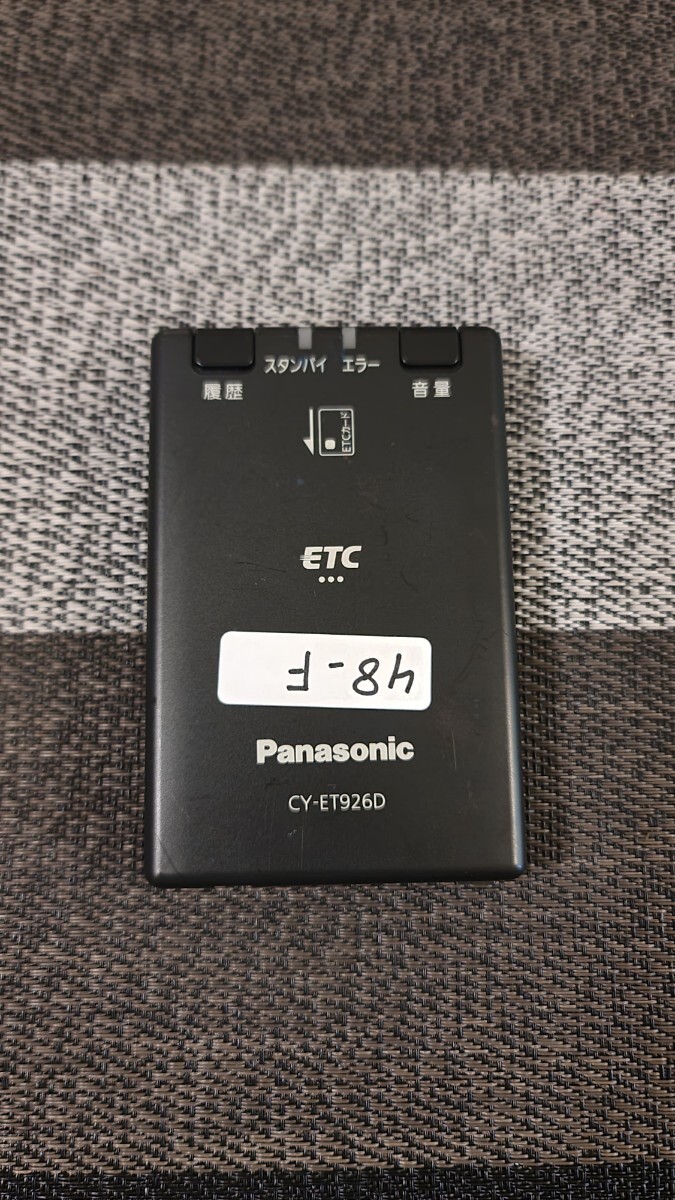 スタンバイ エラー
履歴 音量
ETCカード
ETC
48-F
Panasonic
CY-ET926D